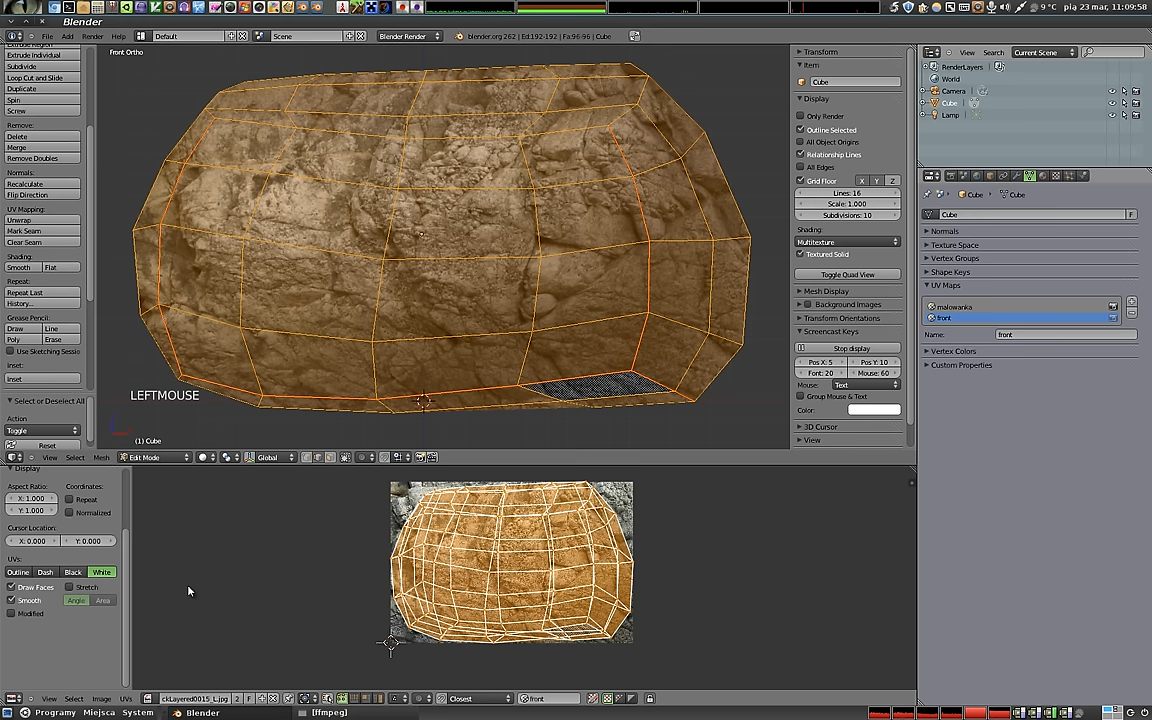 9 °C pią 23 mar, 11:09:58
Blender
File Add Render Help Default Scene Blender Render blender.org 262 | Ed:192-192 | Fa:96-96 | Cube
Extrude Individual
Subdivide
Loop Cut and Slide
Duplicate
Spin
Screw
Remove:
Delete
Merge
Remove Doubles
Normals:
Recalculate
Flip Direction
UV Mapping:
Unwrap
Mark Seam
Clear Seam
Shading:
Smooth Flat
Repeat:
Repeat Last
History...
Grease Pencil:
Draw Line
Poly Erase
Use Sketching Sessio
Inset:
Inset
Select or Deselect All
Action
Toggle
Reset
Front Ortho
LEFTMOUSE
(1) Cube
View Select Mesh Edit Mode Global
Transform
Item
Cube
Display
Only Render
Outline Selected
All Object Origins
Relationship Lines
All Edges
Grid Floor X Y Z
Lines: 16
Scale: 1.000
Subdivisions: 10
Shading:
Multitexture
Textured Solid
Toggle Quad View
Mesh Display
Background Images
Transform Orientations
Screencast Keys
Stop display
Pos X: 5 Pos Y: 10
Font: 20 Mouse: 60
Mouse: Text
Group Mouse & Text
Color:
3D Cursor
View
View Search Current Scene
RenderLayers
World
Camera
Cube
Lamp
Cube Cube
Cube F
Normals
Texture Space
Vertex Groups
Shape Keys
UV Maps
malowanka
front
Name: front
Vertex Colors
Custom Properties
Display
Aspect Ratio: Coordinates:
X: 1.000 Repeat
Y: 1.000 Normalized
Cursor Location:
X: 0.000 Y: 0.000
UVs:
Outline Dash Black White
Draw Faces Stretch
Smooth Angle Area
Modified
View Select Image UVs ckLayered0015_L.jpg 2 F Closest front
Programy Miejsca System Blender [ffmpeg]